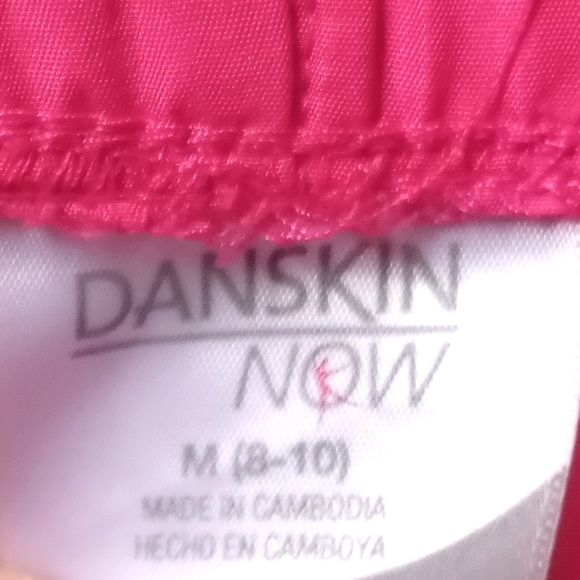 DANSKIN
NOW
M (8-10)
MADE IN CAMBODIA
HECHO EN CAMBOYA